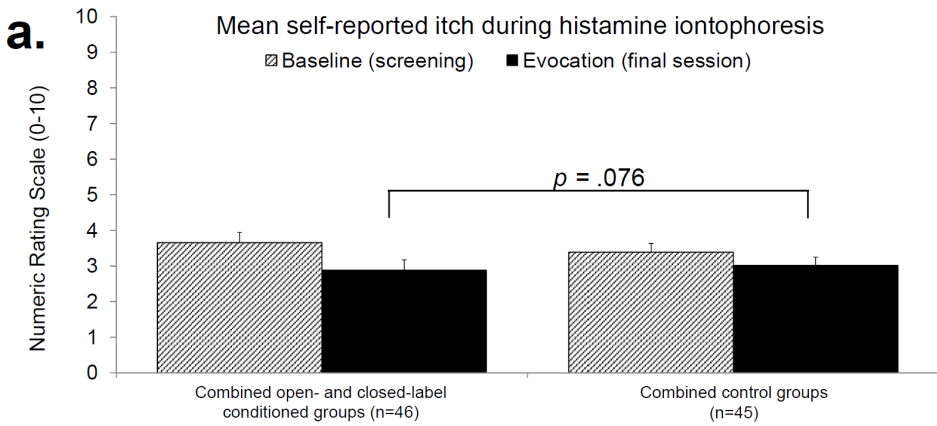 a.
Mean self-reported itch during histamine iontophoresis
Baseline (screening) Evocation (final session)
Numeric Rating Scale (0-10)
10
9
8
7
6
5
4
3
2
1
0
p = .076
Combined open- and closed-label
conditioned groups (n=46)
Combined control groups
(n=45)